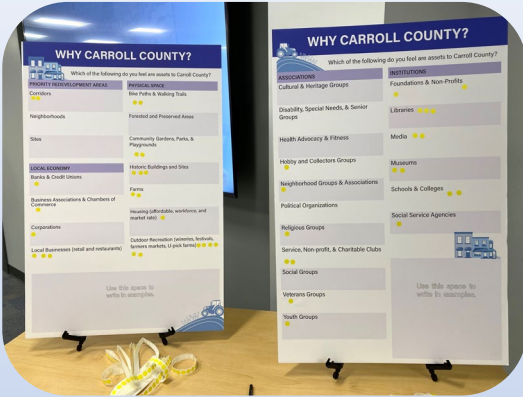 WHY CARROLL COUNTY?
Which of the following do you feel are assets to Carroll County?
PRIORITY REDEVELOPMENT AREAS
Corridors
Neighborhoods
Sites
LOCAL ECONOMY
Banks & Credit Unions
Business Associations & Chambers of
Commerce
Corporations
Local Businesses (retail and restaurants)
PHYSICAL SPACE
Bike Paths & Walking Trails
Forested and Preserved Areas
Community Gardens, Parks, &
Playgrounds
Historic Buildings and Sites
Farms
Housing (affordable, workforce, and
market rate)
Outdoor Recreation (wineries, festivals,
farmers markets, U-pick farms)
Use this space to
write in examples.
WHY CARROLL COUNTY?
Which of the following do you feel are assets to Carroll County?
ASSOCIATIONS
Cultural & Heritage Groups
Disability, Special Needs, & Senior
Groups
Health Advocacy & Fitness
Hobby and Collectors Groups
Neighborhood Groups & Associations
Political Organizations
Religious Groups
Service, Non-profit, & Charitable Clubs
Social Groups
Veterans Groups
Youth Groups
INSTITUTIONS
Foundations & Non-Profits
Libraries
Media
Museums
Schools & Colleges
Social Service Agencies
Use this space to
write in examples.